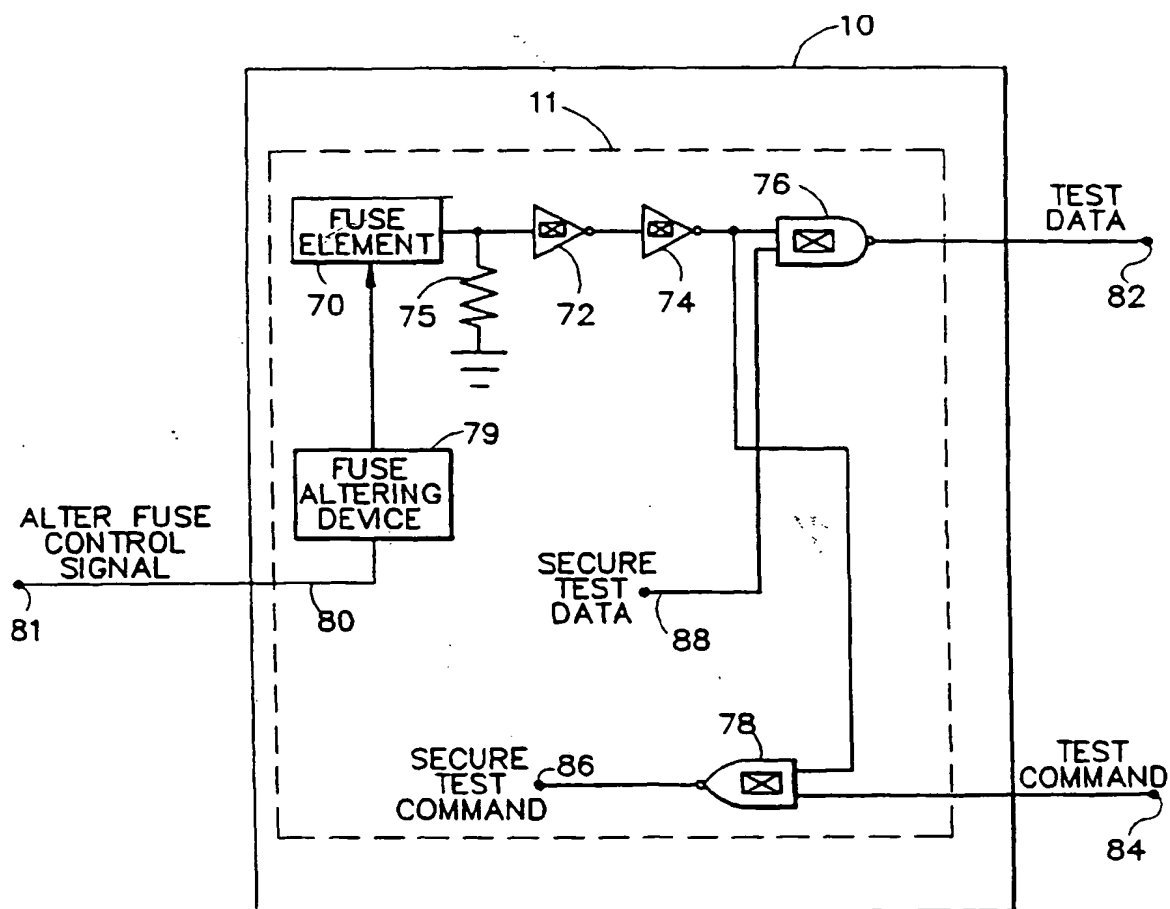 10
11
FUSE
ELEMENT
70
75
72
74
76
TEST
DATA
82
79
FUSE
ALTERING
DEVICE
ALTER FUSE
CONTROL
SIGNAL
81
80
SECURE
TEST
DATA
88
78
SECURE
TEST
COMMAND
86
TEST
COMMAND
84